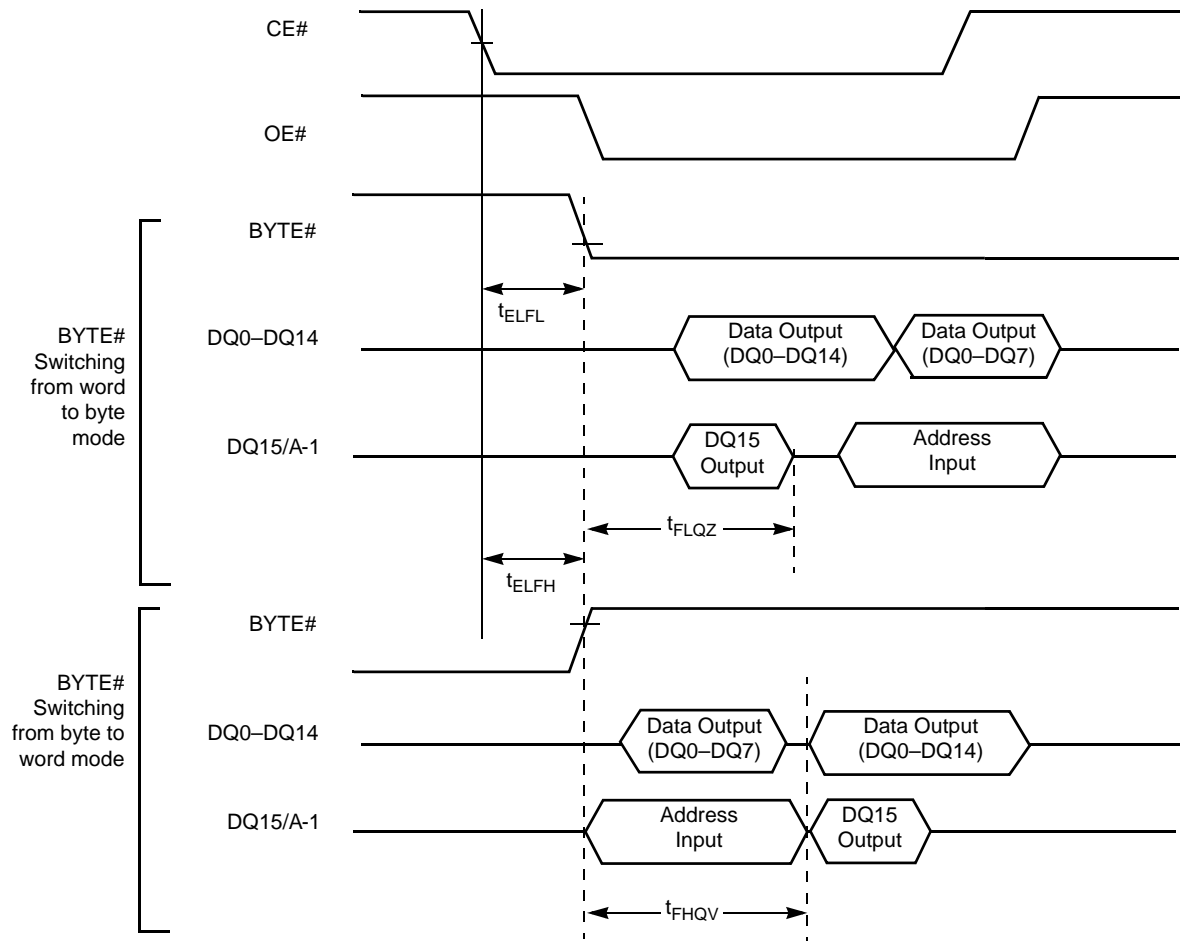 CE#
OE#
BYTE#
tELFL
BYTE#
Switching
from word
to byte
mode
DQ0–DQ14
Data Output
(DQ0–DQ14)
Data Output
(DQ0–DQ7)
DQ15/A-1
DQ15
Output
Address
Input
tFLQZ
tELFH
BYTE#
BYTE#
Switching
from byte to
word mode
DQ0–DQ14
Data Output
(DQ0–DQ7)
Data Output
(DQ0–DQ14)
DQ15/A-1
Address
Input
DQ15
Output
tFHQV